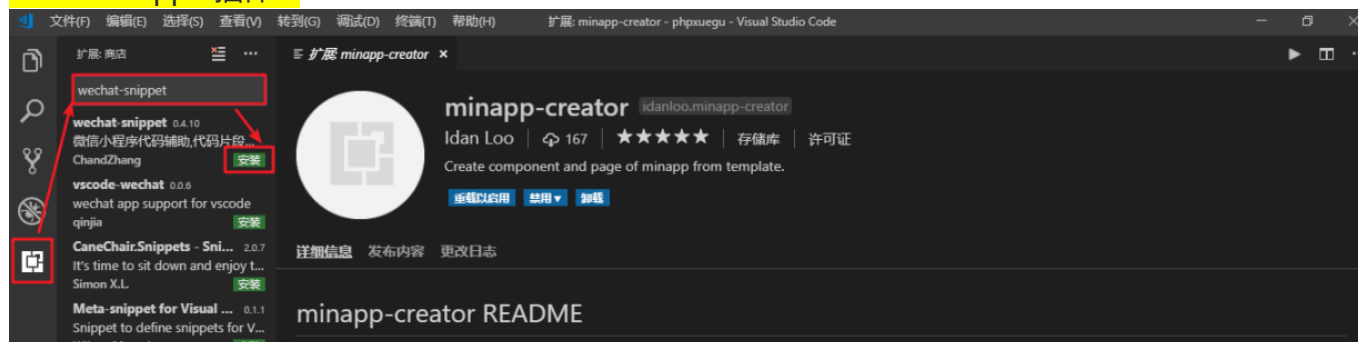 文件(F) 编辑(E) 选择(S) 查看(V) 转到(G) 调试(D) 终端(T) 帮助(H) 扩展: minapp-creator - phpxuegu - Visual Studio Code
扩展: 商店
扩展 minapp-creator ×
wechat-snippet
wechat-snippet 0.4.10
微信小程序代码辅助,代码片段...
ChandZhang 安装
vscode-wechat 0.0.6
wechat app support for vscode
qinjia 安装
CaneChair.Snippets - Sni... 2.0.7
It's time to sit down and enjoy t...
Simon X.L. 安装
Meta-snippet for Visual ... 0.1.1
Snippet to define snippets for V...
minapp-creator idanloo.minapp-creator
Idan Loo 167 ★★★★★ 存储库 许可证
Create component and page of minapp from template.
重载以启用 禁用 卸载
详细信息 发布内容 更改日志
minapp-creator README